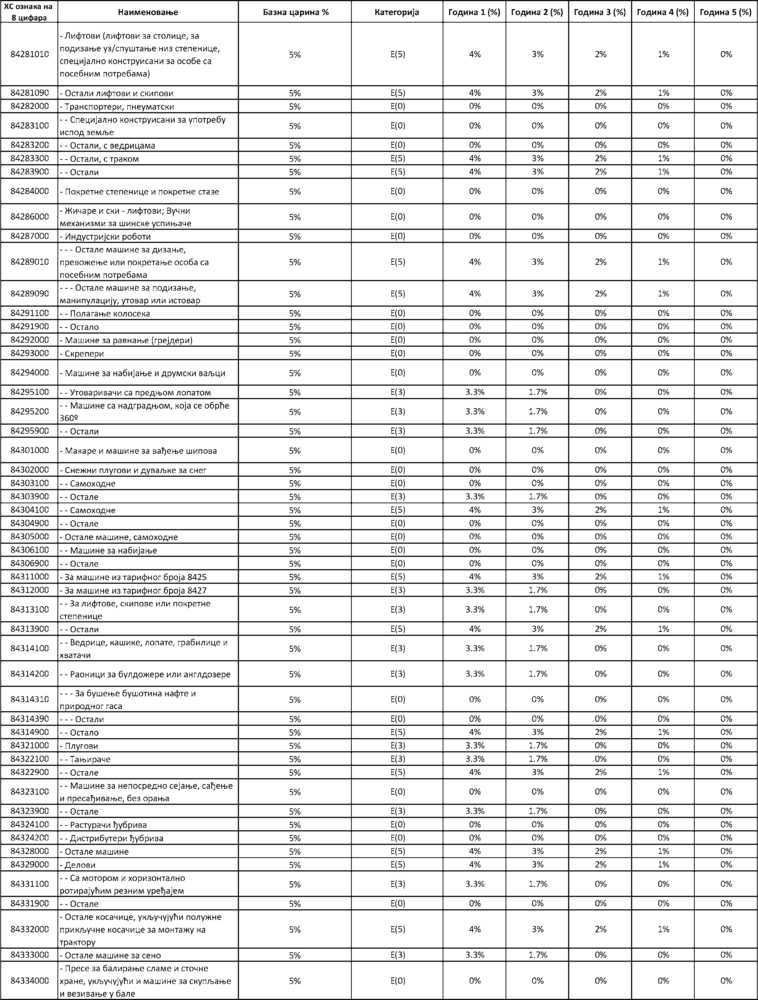 ХС ознака на 8 цифара | Наименовање | Базна царина % | Категорија | Година 1 (%) | Година 2 (%) | Година 3 (%) | Година 4 (%) | Година 5 (%)
84281010 | - Лифтови (лифтови за столице, за подизање уз/спуштање низ степенице, специјално конструисани за особе са посебним потребама) | 5% | E(5) | 4% | 3% | 2% | 1% | 0%
84281090 | - Остали лифтови и скипови | 5% | E(5) | 4% | 3% | 2% | 1% | 0%
84282000 | - Транспортери, пнеуматски | 5% | E(0) | 0% | 0% | 0% | 0% | 0%
84283100 | - - Специјално конструисани за употребу испод земље | 5% | E(0) | 0% | 0% | 0% | 0% | 0%
84283200 | - - Остали, с ведрицама | 5% | E(0) | 0% | 0% | 0% | 0% | 0%
84283300 | - - Остали, с траком | 5% | E(5) | 4% | 3% | 2% | 1% | 0%
84283900 | - - Остали | 5% | E(5) | 4% | 3% | 2% | 1% | 0%
84284000 | - Покретне степенице и покретне стазе | 5% | E(0) | 0% | 0% | 0% | 0% | 0%
84286000 | - Жичаре и ски - лифтови; Вучни механизми за шинске успињаче | 5% | E(0) | 0% | 0% | 0% | 0% | 0%
84287000 | - Индустријски роботи | 5% | E(0) | 0% | 0% | 0% | 0% | 0%
84289010 | - - - Остале машине за дизање, превожење или покретање особа са посебним потребама | 5% | E(5) | 4% | 3% | 2% | 1% | 0%
84289090 | - - - Остале машине за подизање, манипулацију, утовар или истовар | 5% | E(5) | 4% | 3% | 2% | 1% | 0%
84291100 | - - Полагање колосека | 5% | E(0) | 0% | 0% | 0% | 0% | 0%
84291900 | - - Остало | 5% | E(0) | 0% | 0% | 0% | 0% | 0%
84292000 | - Машине за равнање (грејдери) | 5% | E(0) | 0% | 0% | 0% | 0% | 0%
84293000 | - Скрепери | 5% | E(0) | 0% | 0% | 0% | 0% | 0%
84294000 | - Машине за набијање и друмски ваљци | 5% | E(0) | 0% | 0% | 0% | 0% | 0%
84295100 | - - Утоваривачи са предњом лопатом | 5% | E(3) | 3.3% | 1.7% | 0% | 0% | 0%
84295200 | - - Машине са надградњом, која се обрће 360º | 5% | E(3) | 3.3% | 1.7% | 0% | 0% | 0%
84295900 | - - Остали | 5% | E(3) | 3.3% | 1.7% | 0% | 0% | 0%
84301000 | - Макаре и машине за вађење шипова | 5% | E(0) | 0% | 0% | 0% | 0% | 0%
84302000 | - Снежни плугови и дуваљке за снег | 5% | E(0) | 0% | 0% | 0% | 0% | 0%
84303100 | - - Самоходне | 5% | E(0) | 0% | 0% | 0% | 0% | 0%
84303900 | - - Остале | 5% | E(3) | 3.3% | 1.7% | 0% | 0% | 0%
84304100 | - - Самоходне | 5% | E(5) | 4% | 3% | 2% | 1% | 0%
84304900 | - - Остале | 5% | E(0) | 0% | 0% | 0% | 0% | 0%
84305000 | - Остале машине, самоходне | 5% | E(0) | 0% | 0% | 0% | 0% | 0%
84306100 | - - Машине за набијање | 5% | E(0) | 0% | 0% | 0% | 0% | 0%
84306900 | - - Остале | 5% | E(0) | 0% | 0% | 0% | 0% | 0%
84311000 | - За машине из тарифног броја 8425 | 5% | E(5) | 4% | 3% | 2% | 1% | 0%
84312000 | - За машине из тарифног броја 8427 | 5% | E(3) | 3.3% | 1.7% | 0% | 0% | 0%
84313100 | - - За лифтове, скипове или покретне степенице | 5% | E(3) | 3.3% | 1.7% | 0% | 0% | 0%
84313900 | - - Остали | 5% | E(5) | 4% | 3% | 2% | 1% | 0%
84314100 | - - Ведрице, кашике, лопате, грабилице и хватачи | 5% | E(3) | 3.3% | 1.7% | 0% | 0% | 0%
84314200 | - - Раоници за булдожере или англдозере | 5% | E(3) | 3.3% | 1.7% | 0% | 0% | 0%
84314310 | - - - За бушење бушотина нафте и природног гаса | 5% | E(0) | 0% | 0% | 0% | 0% | 0%
84314390 | - - - Остали | 5% | E(0) | 0% | 0% | 0% | 0% | 0%
84314900 | - - Остало | 5% | E(5) | 4% | 3% | 2% | 1% | 0%
84321000 | - Плугови | 5% | E(3) | 3.3% | 1.7% | 0% | 0% | 0%
84322100 | - - Тањираче | 5% | E(3) | 3.3% | 1.7% | 0% | 0% | 0%
84322900 | - - Остале | 5% | E(5) | 4% | 3% | 2% | 1% | 0%
84323100 | - - Машине за непосредно сејање, сађење и пресађивање, без орања | 5% | E(0) | 0% | 0% | 0% | 0% | 0%
84323900 | - - Остале | 5% | E(3) | 3.3% | 1.7% | 0% | 0% | 0%
84324100 | - - Растурачи ђубрива | 5% | E(0) | 0% | 0% | 0% | 0% | 0%
84324200 | - - Дистрибутери ђубрива | 5% | E(0) | 0% | 0% | 0% | 0% | 0%
84328000 | - Остале машине | 5% | E(5) | 4% | 3% | 2% | 1% | 0%
84329000 | - Делови | 5% | E(5) | 4% | 3% | 2% | 1% | 0%
84331100 | - - Са мотором и хоризонтално ротирајућим резним уређајем | 5% | E(3) | 3.3% | 1.7% | 0% | 0% | 0%
84331900 | - - Остале | 5% | E(0) | 0% | 0% | 0% | 0% | 0%
84332000 | - Остале косачице, укључујући полужне прикључне косачице за монтажу на трактору | 5% | E(5) | 4% | 3% | 2% | 1% | 0%
84333000 | - Остале машине за сено | 5% | E(3) | 3.3% | 1.7% | 0% | 0% | 0%
84334000 | - Пресе за балирање сламе и сточне хране, укључујући и машине за скупљање и везивање у бале | 5% | E(0) | 0% | 0% | 0% | 0% | 0%